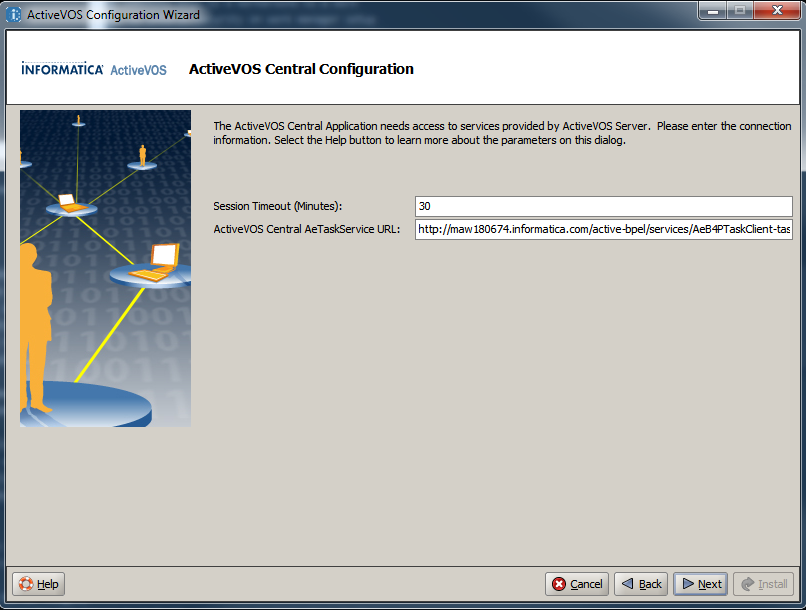 ActiveVOS Configuration Wizard
INFORMATICA ActiveVOS
ActiveVOS Central Configuration
The ActiveVOS Central Application needs access to services provided by ActiveVOS Server. Please enter the connection
information. Select the Help button to learn more about the parameters on this dialog.
Session Timeout (Minutes): 30
ActiveVOS Central AeTaskService URL: http://maw180674.informatica.com/active-bpel/services/AeB4PTaskClient-tas
Help Cancel Back Next Install